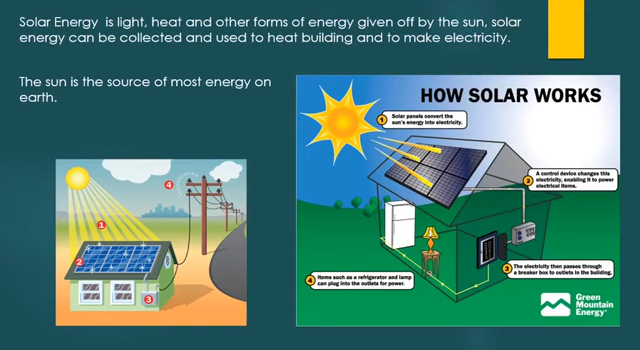 Solar Energy is light, heat and other forms of energy given off by the sun, solar
energy can be collected and used to heat building and to make electricity.
The sun is the source of most energy on
earth.
HOW SOLAR WORKS
1
Solar panels convert the
sun's energy into electricity.
2
A control device changes this
electricity, enabling it to power
electrical items.
3
The electricity then passes through
a breaker box to outlets in the building.
4
Items such as a refrigerator and lamp
can plug into the outlets for power.
Green
Mountain
Energy®
4
1
2
3